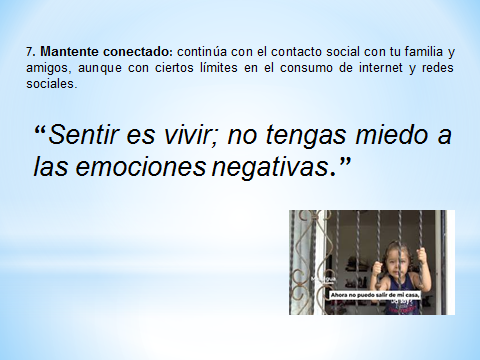 7. Mantente conectado: continúa con el contacto social con tu familia y
amigos, aunque con ciertos límites en el consumo de internet y redes
sociales.
“Sentir es vivir; no tengas miedo a
las emociones negativas.”
Ahora no puedo salir de mi casa,